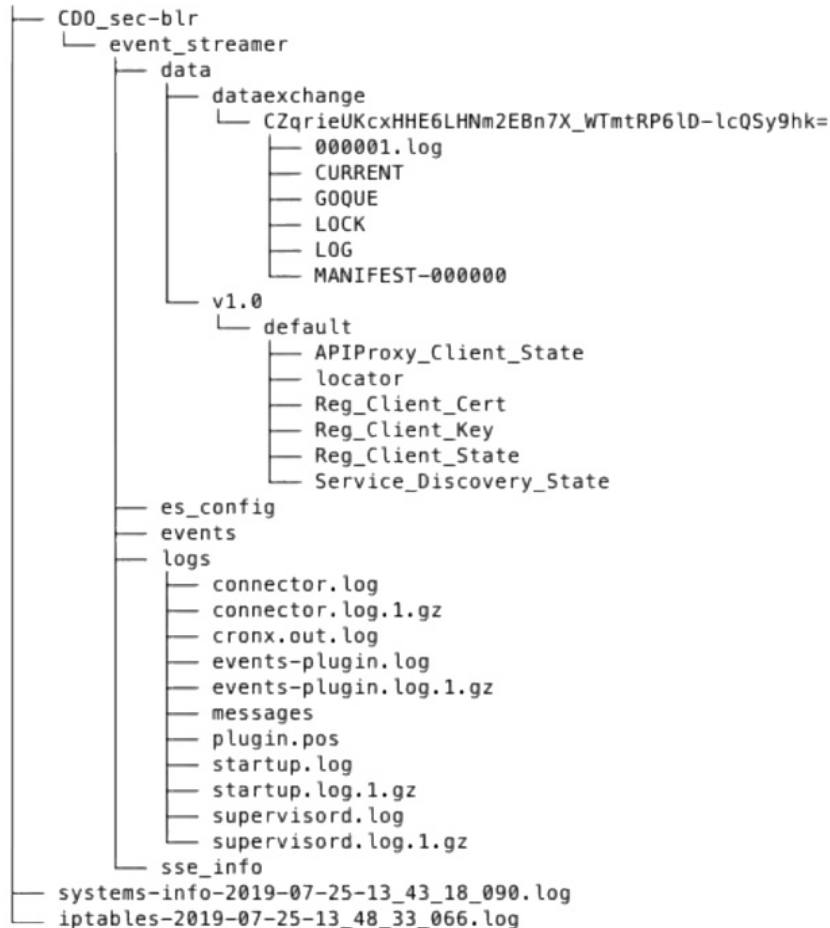 CDO_sec-blr
event_streamer
data
dataexchange
CZqrieUKcxHHE6LHNm2EBn7X_WTmtRP6lD-lcQSy9hk=
000001.log
CURRENT
GOQUE
LOCK
LOG
MANIFEST-000000
v1.0
default
APIProxy_Client_State
locator
Reg_Client_Cert
Reg_Client_Key
Reg_Client_State
Service_Discovery_State
es_config
events
logs
connector.log
connector.log.1.gz
cronx.out.log
events-plugin.log
events-plugin.log.1.gz
messages
plugin.pos
startup.log
startup.log.1.gz
supervisord.log
supervisord.log.1.gz
sse_info
systems-info-2019-07-25-13_43_18_090.log
iptables-2019-07-25-13_48_33_066.log